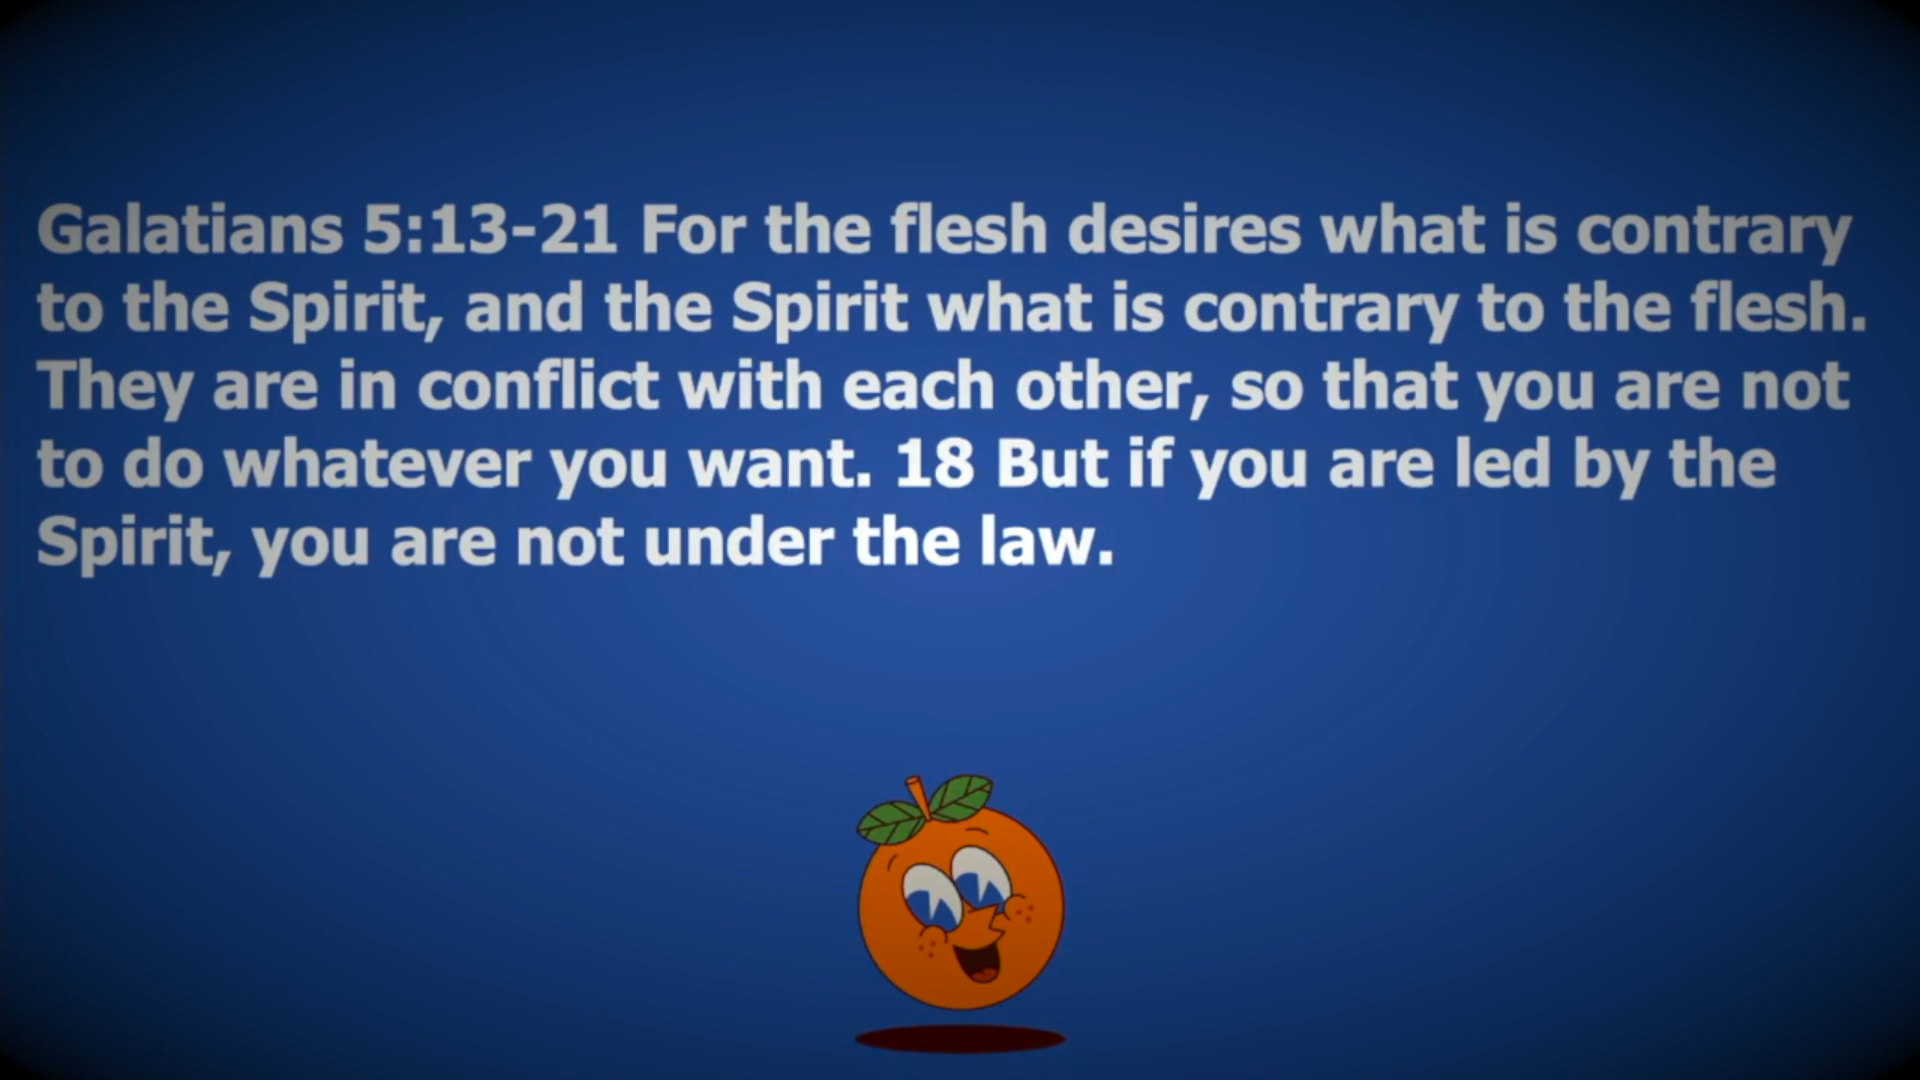 Galatians 5:13-21 For the flesh desires what is contrary
to the Spirit, and the Spirit what is contrary to the flesh.
They are in conflict with each other, so that you are not
to do whatever you want. 18 But if you are led by the
Spirit, you are not under the law.